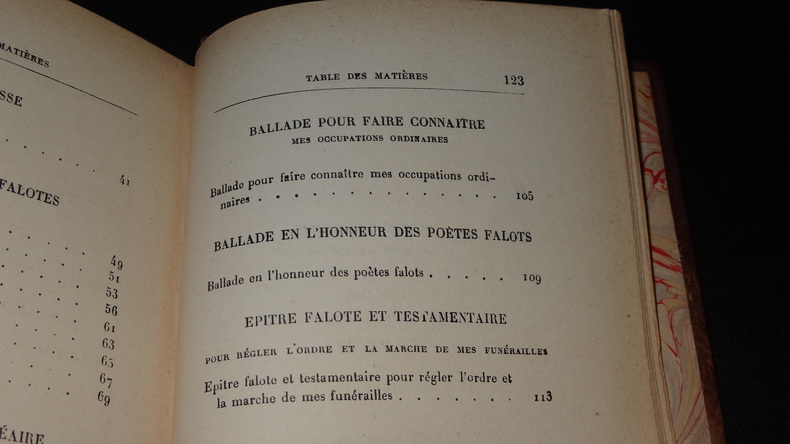 MATIÈRES
SSE
41
FALOTES
49
51
53
56
61
63
65
67
69
ÉAIRE
TABLE DES MATIÈRES 123
BALLADE POUR FAIRE CONNAITRE
MES OCCUPATIONS ORDINAIRES
Ballade pour faire connaître mes occupations ordi-
naires . . . . . . . . . . . . . 105
BALLADE EN L'HONNEUR DES POÈTES FALOTS
Ballade en l'honneur des poètes falots . . . . . 109
EPITRE FALOTE ET TESTAMENTAIRE
POUR RÉGLER L'ORDRE ET LA MARCHE DE MES FUNÉRAILLES
Epitre falote et testamentaire pour régler l'ordre et
la marche de mes funérailles . . . . . . . 113